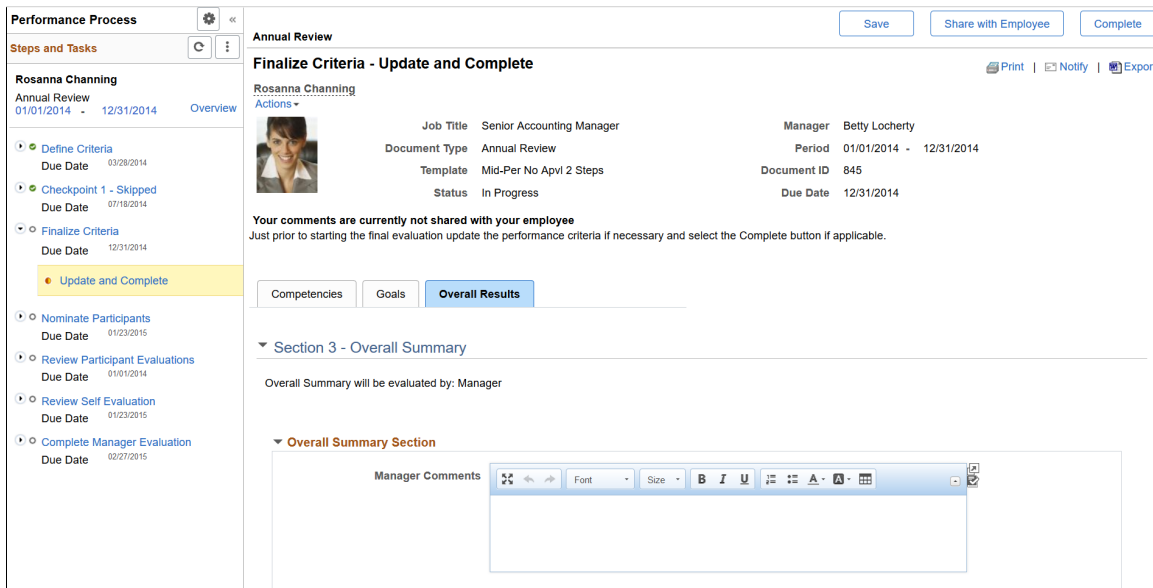 Performance Process
«
Steps and Tasks
Rosanna Channing
Annual Review
01/01/2014 - 12/31/2014 Overview
Define Criteria
Due Date 03/28/2014
Checkpoint 1 - Skipped
Due Date 07/18/2014
Finalize Criteria
Due Date 12/31/2014
Update and Complete
Nominate Participants
Due Date 01/23/2015
Review Participant Evaluations
Due Date 01/01/2014
Review Self Evaluation
Due Date 01/23/2015
Complete Manager Evaluation
Due Date 02/27/2015
Save Share with Employee Complete
Annual Review
Finalize Criteria - Update and Complete
Print | Notify | Expor
Rosanna Channing
Actions
Job Title Senior Accounting Manager Manager Betty Locherty
Document Type Annual Review Period 01/01/2014 - 12/31/2014
Template Mid-Per No Apvl 2 Steps Document ID 845
Status In Progress Due Date 12/31/2014
Your comments are currently not shared with your employee
Just prior to starting the final evaluation update the performance criteria if necessary and select the Complete button if applicable.
Competencies Goals Overall Results
Section 3 - Overall Summary
Overall Summary will be evaluated by: Manager
Overall Summary Section
Manager Comments
Font Size B I U A A